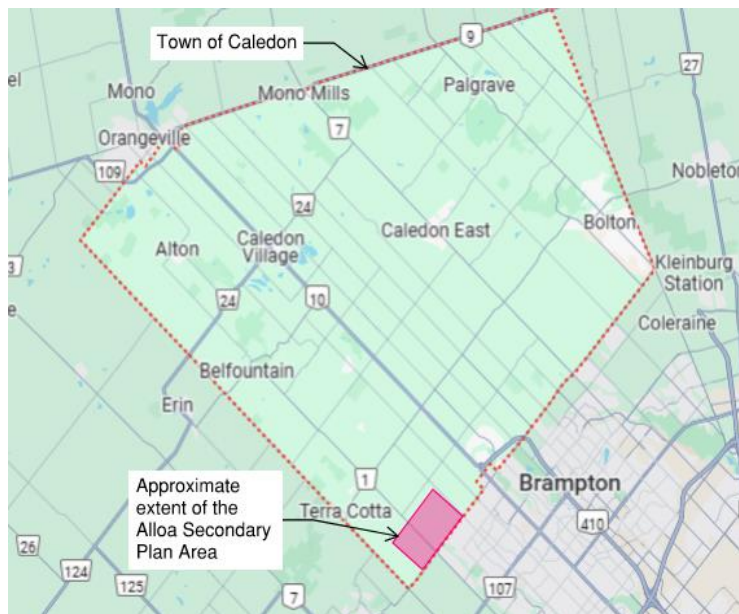 Town of Caledon
9
27
el
Mono
Mono Mills
Palgrave
7
Orangeville
109
Nobleton
24
Caledon East
Bolton
Alton
Caledon
Village
3
Kleinburg
Station
24
10
Coleraine
e
Belfountain
Erin
1
Approximate
extent of the
Alloa Secondary
Plan Area
Terra Cotta
Brampton
410
26
124
125
7
107